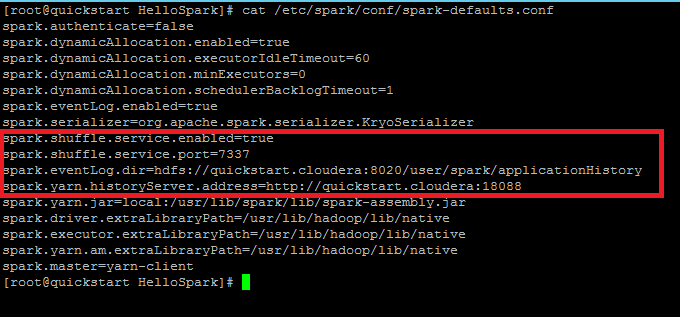 [root@quickstart HelloSpark]# cat /etc/spark/conf/spark-defaults.conf
spark.authenticate=false
spark.dynamicAllocation.enabled=true
spark.dynamicAllocation.executorIdleTimeout=60
spark.dynamicAllocation.minExecutors=0
spark.dynamicAllocation.schedulerBacklogTimeout=1
spark.eventLog.enabled=true
spark.serializer=org.apache.spark.serializer.KryoSerializer
spark.shuffle.service.enabled=true
spark.shuffle.service.port=7337
spark.eventLog.dir=hdfs://quickstart.cloudera:8020/user/spark/applicationHistory
spark.yarn.historyServer.address=http://quickstart.cloudera:18088
spark.yarn.jar=local:/usr/lib/spark/lib/spark-assembly.jar
spark.driver.extraLibraryPath=/usr/lib/hadoop/lib/native
spark.executor.extraLibraryPath=/usr/lib/hadoop/lib/native
spark.yarn.am.extraLibraryPath=/usr/lib/hadoop/lib/native
spark.master=yarn-client
[root@quickstart HelloSpark]#